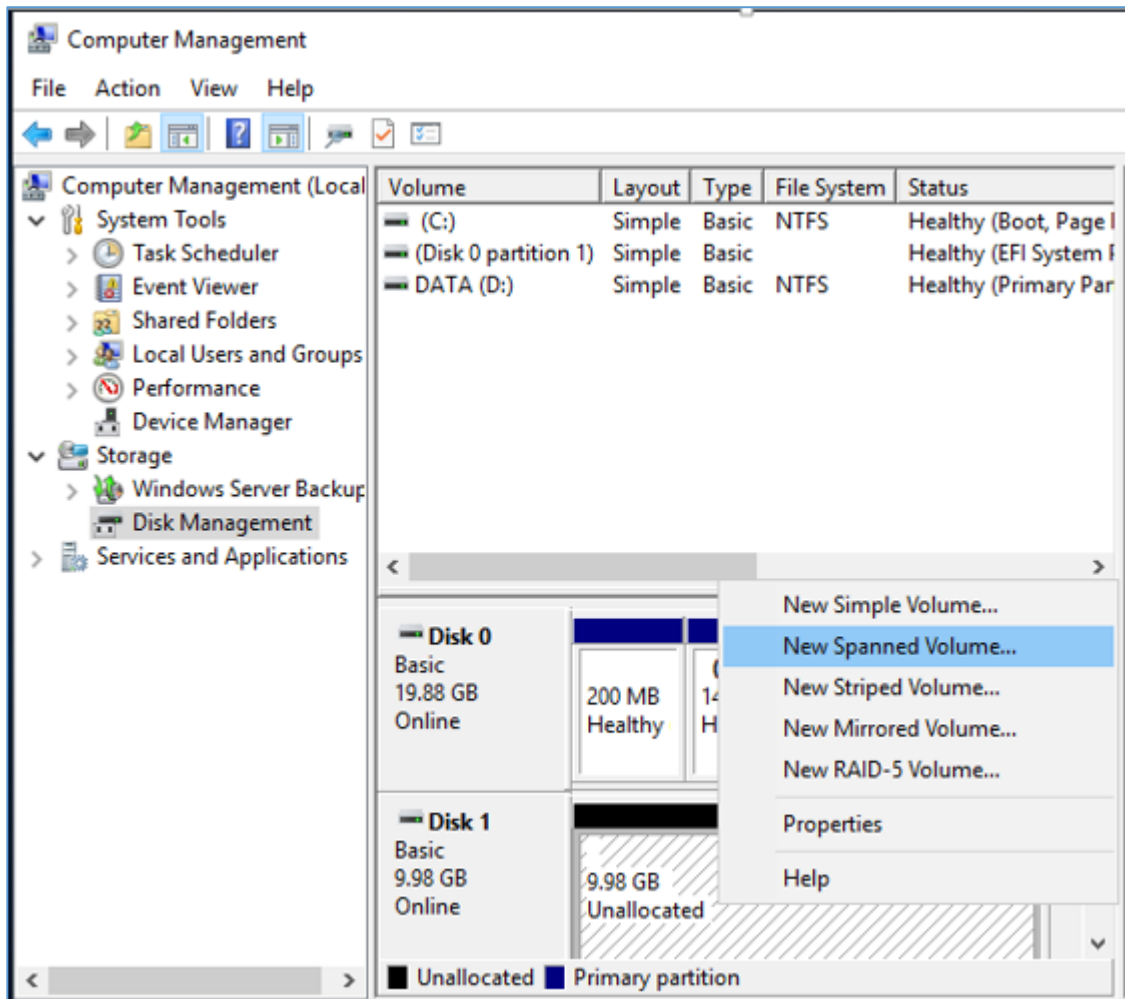 Computer Management
File Action View Help
Computer Management (Local
System Tools
Task Scheduler
Event Viewer
Shared Folders
Local Users and Groups
Performance
Device Manager
Storage
Windows Server Backup
Disk Management
Services and Applications
Volume Layout Type File System Status
(C:) Simple Basic NTFS Healthy (Boot, Page
(Disk 0 partition 1) Simple Basic Healthy (EFI System
DATA (D:) Simple Basic NTFS Healthy (Primary Par
Disk 0
Basic
19.88 GB
Online
200 MB
Healthy
Disk 1
Basic
9.98 GB
Online
9.98 GB
Unallocated
New Simple Volume...
New Spanned Volume...
New Striped Volume...
New Mirrored Volume...
New RAID-5 Volume...
Properties
Help
Unallocated Primary partition